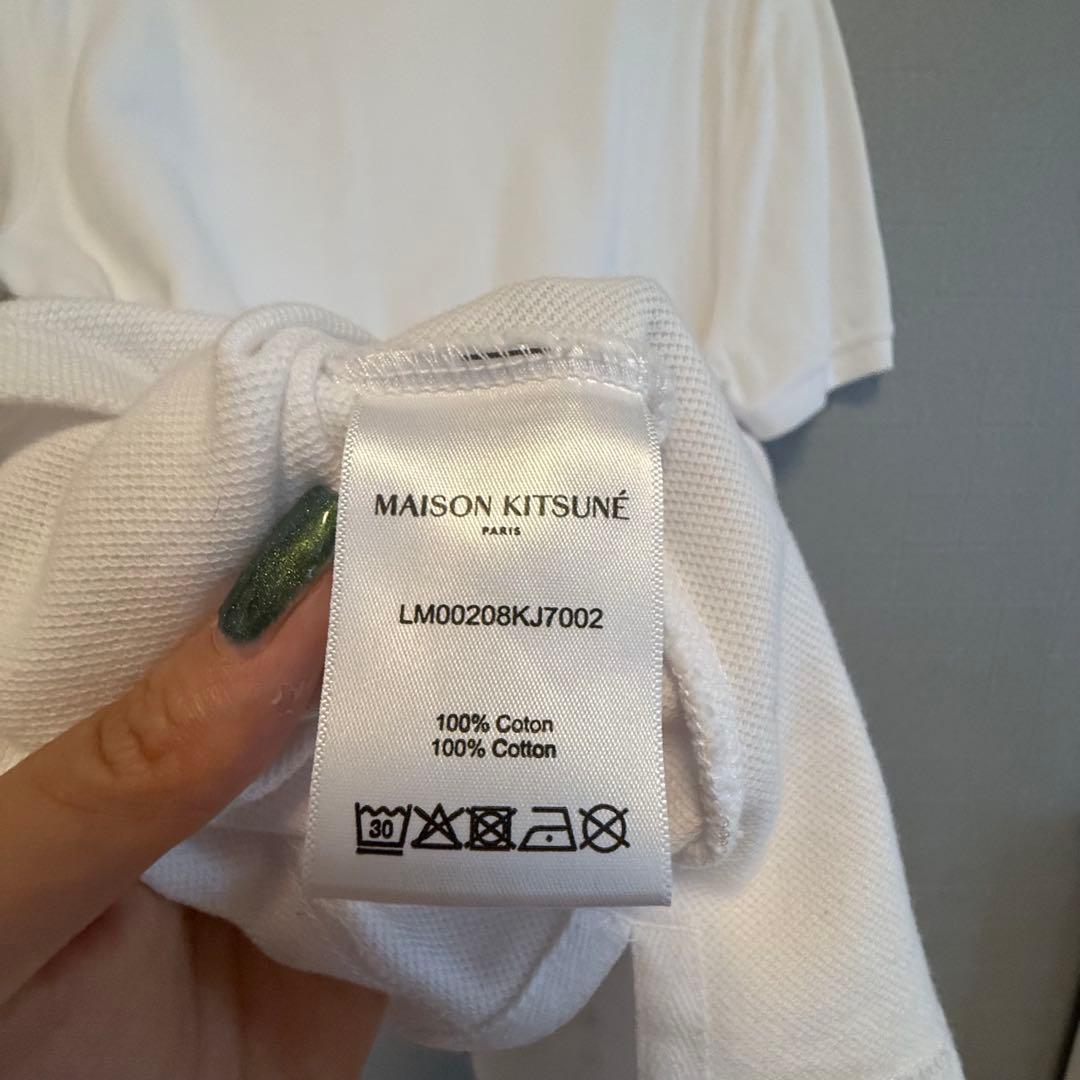 MAISON KITSUNÉ
PARIS
LM00208KJ7002
100% Coton
100% Cotton
30